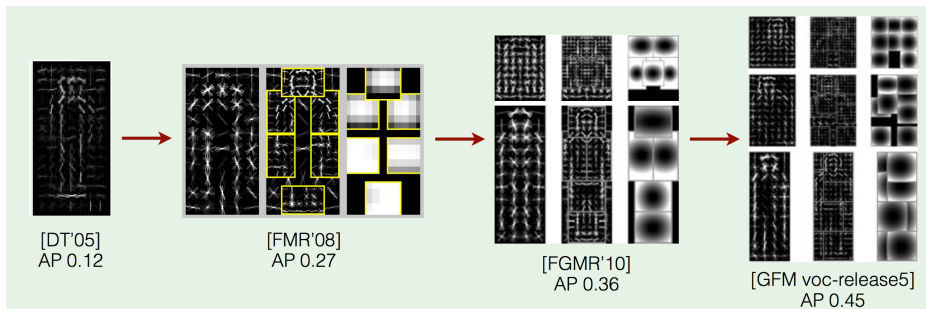 [DT'05]
AP 0.12
[FMR'08]
AP 0.27
[FGMR'10]
AP 0.36
[GFM voc-release5]
AP 0.45